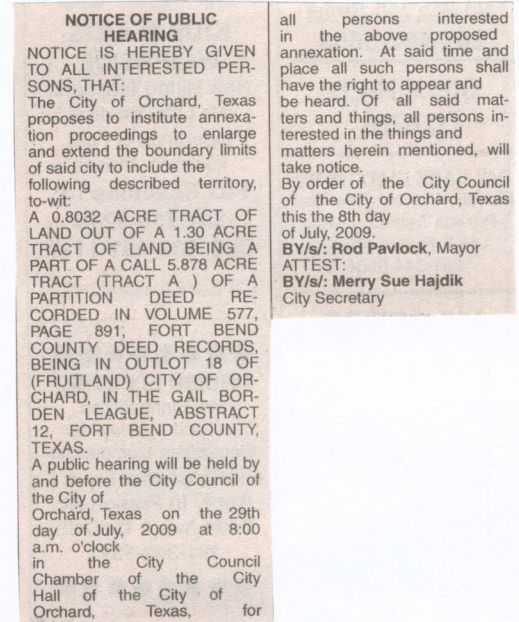 NOTICE OF PUBLIC
HEARING
NOTICE IS HEREBY GIVEN
TO ALL INTERESTED PER-
SONS, THAT:
The City of Orchard, Texas
proposes to institute annexa-
tion proceedings to enlarge
and extend the boundary limits
of said city to include the
following described territory,
to-wit:
A 0.8032 ACRE TRACT OF
LAND OUT OF A 1.30 ACRE
TRACT OF LAND BEING A
PART OF A CALL 5.878 ACRE
TRACT (TRACT A ) OF A
PARTITION DEED RE-
CORDED IN VOLUME 577,
PAGE 891, FORT BEND
COUNTY DEED RECORDS,
BEING IN OUTLOT 18 OF
(FRUITLAND) CITY OF OR-
CHARD, IN THE GAIL BOR-
DEN LEAGUE, ABSTRACT
12, FORT BEND COUNTY,
TEXAS.
A public hearing will be held by
and before the City Council of
the City of
Orchard, Texas on the 29th
day of July, 2009 at 8:00
a.m. o'clock
in the City Council
Chamber of the City
Hall of the City of
Orchard, Texas, for
all persons interested
in the above proposed
annexation. At said time and
place all such persons shall
have the right to appear and
be heard. Of all said mat-
ters and things, all persons in-
terested in the things and
matters herein mentioned, will
take notice.
By order of the City Council
of the City of Orchard, Texas
this the 8th day
of July, 2009.
BY/s/: Rod Pavlock, Mayor
ATTEST:
BY/s/: Merry Sue Hajdik
City Secretary